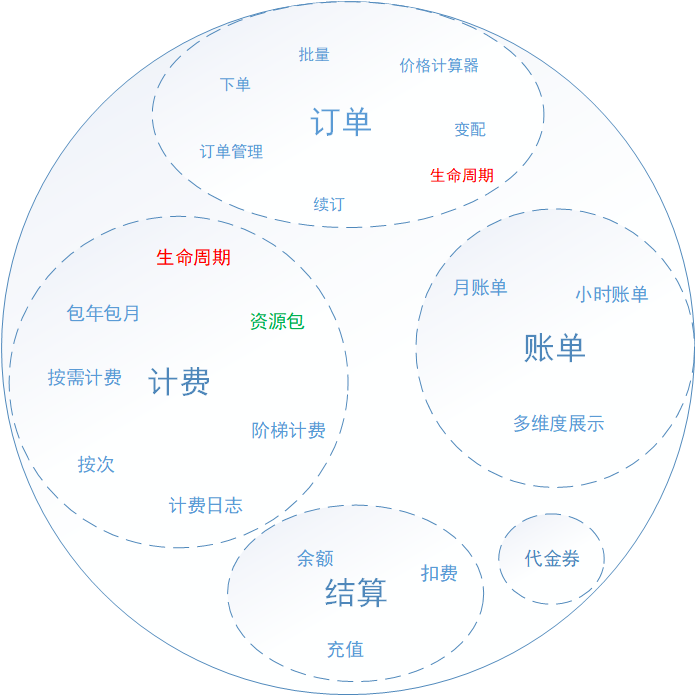 批量
价格计算器
下单
订单
变配
订单管理
生命周期
续订
生命周期
包年包月
资源包
按需计费
计费
阶梯计费
按次
计费日志
月账单
小时账单
账单
多维度展示
余额
扣费
结算
充值
代金券